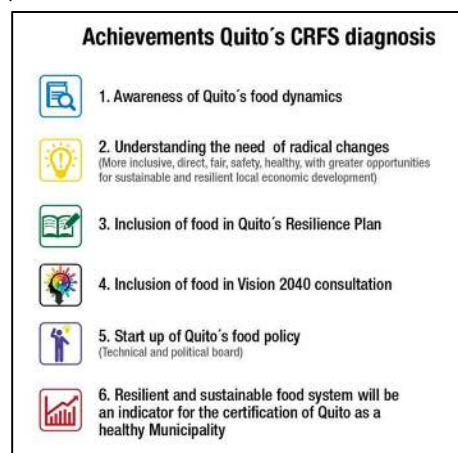 Achievements Quito´s CRFS diagnosis
1. Awareness of Quito´s food dynamics
2. Understanding the need of radical changes
(More inclusive, direct, fair, safety, healthy, with greater opportunities
for sustainable and resilient local economic development)
3. Inclusion of food in Quito´s Resilience Plan
4. Inclusion of food in Vision 2040 consultation
5. Start up of Quito´s food policy
(Technical and political board)
6. Resilient and sustainable food system will be
an indicator for the certification of Quito as a
healthy Municipality